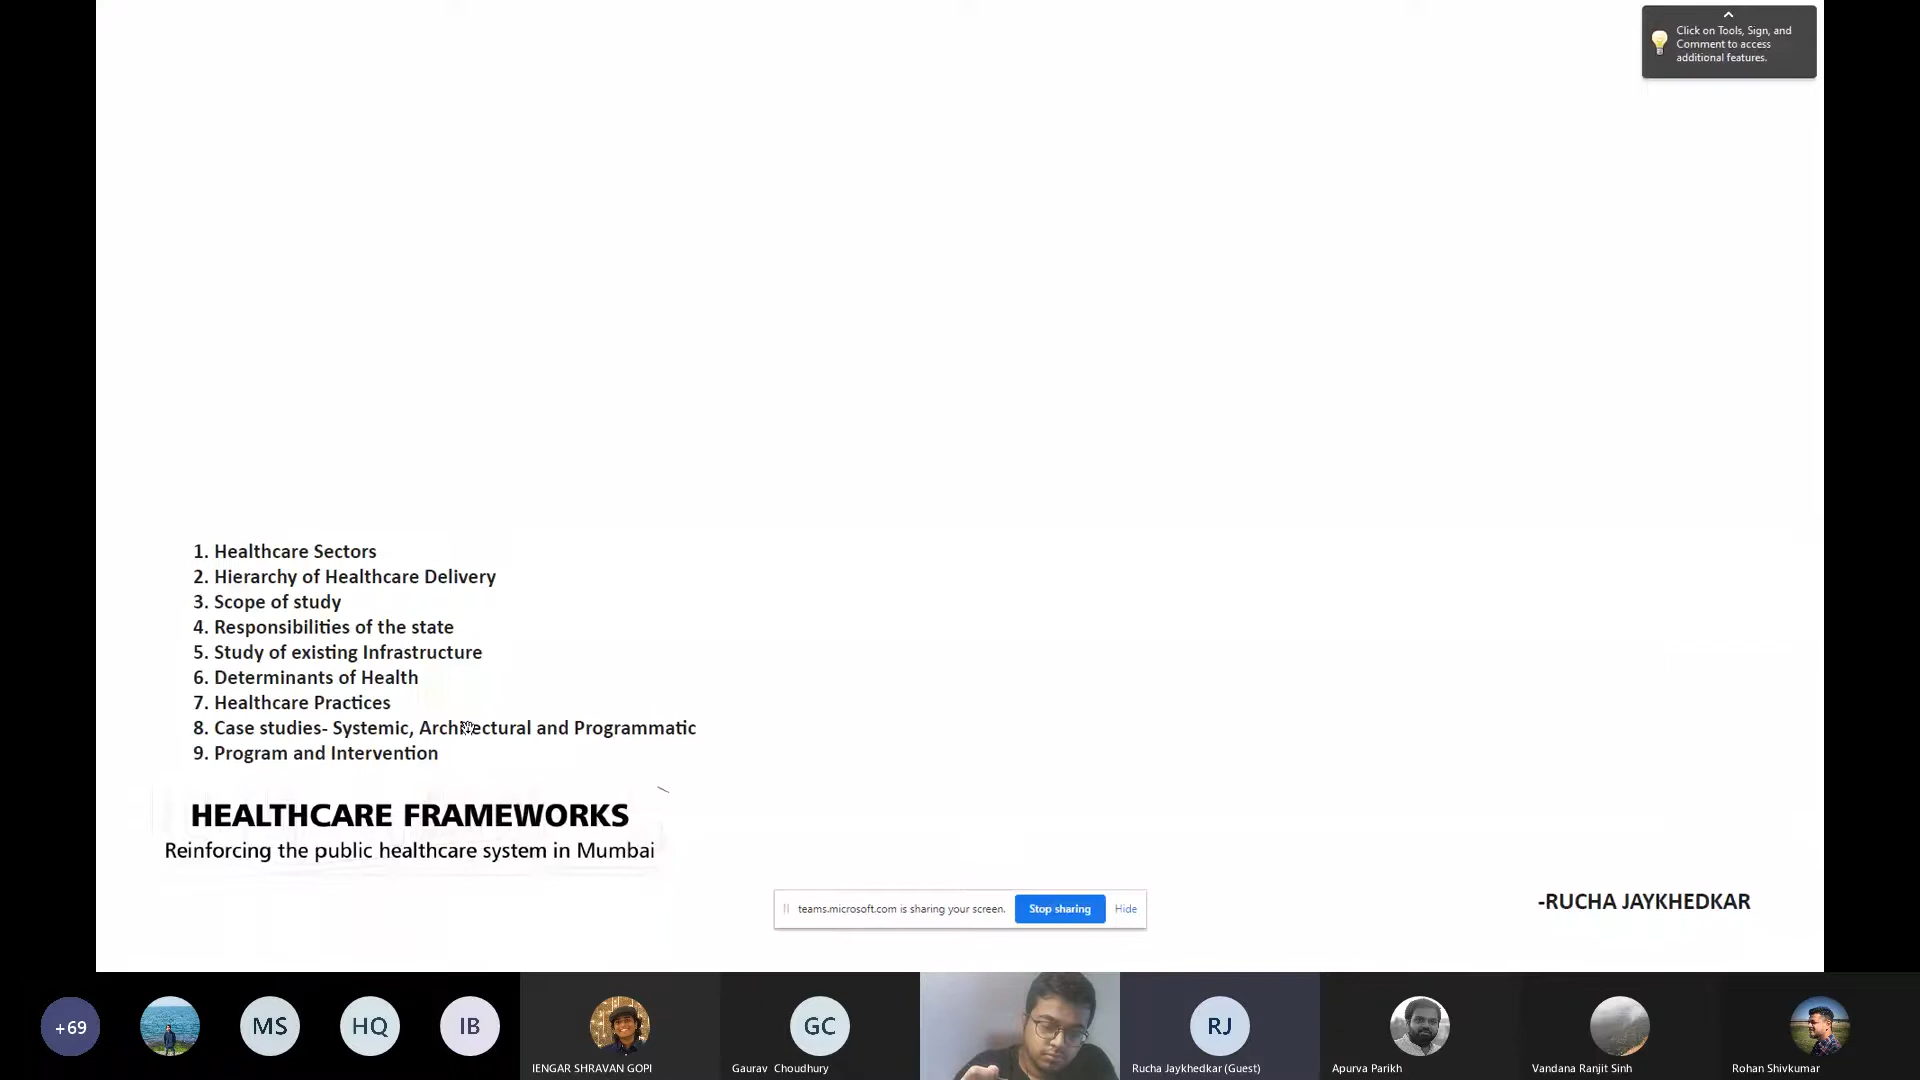 Click on Tools, Sign, and
Comment to access
additional features.
1. Healthcare Sectors
2. Hierarchy of Healthcare Delivery
3. Scope of study
4. Responsibilities of the state
5. Study of existing Infrastructure
6. Determinants of Health
7. Healthcare Practices
8. Case studies- Systemic, Architectural and Programmatic
9. Program and Intervention
HEALTHCARE FRAMEWORKS
Reinforcing the public healthcare system in Mumbai
teams.microsoft.com is sharing your screen. Stop sharing Hide
-RUCHA JAYKHEDKAR
+69 MS HQ IB GC RJ
IENGAR SHRAVAN GOPI Gaurav Choudhury Rucha Jaykhedkar (Guest) Apurva Parikh Vandana Ranjit Sinh Rohan Shivkumar